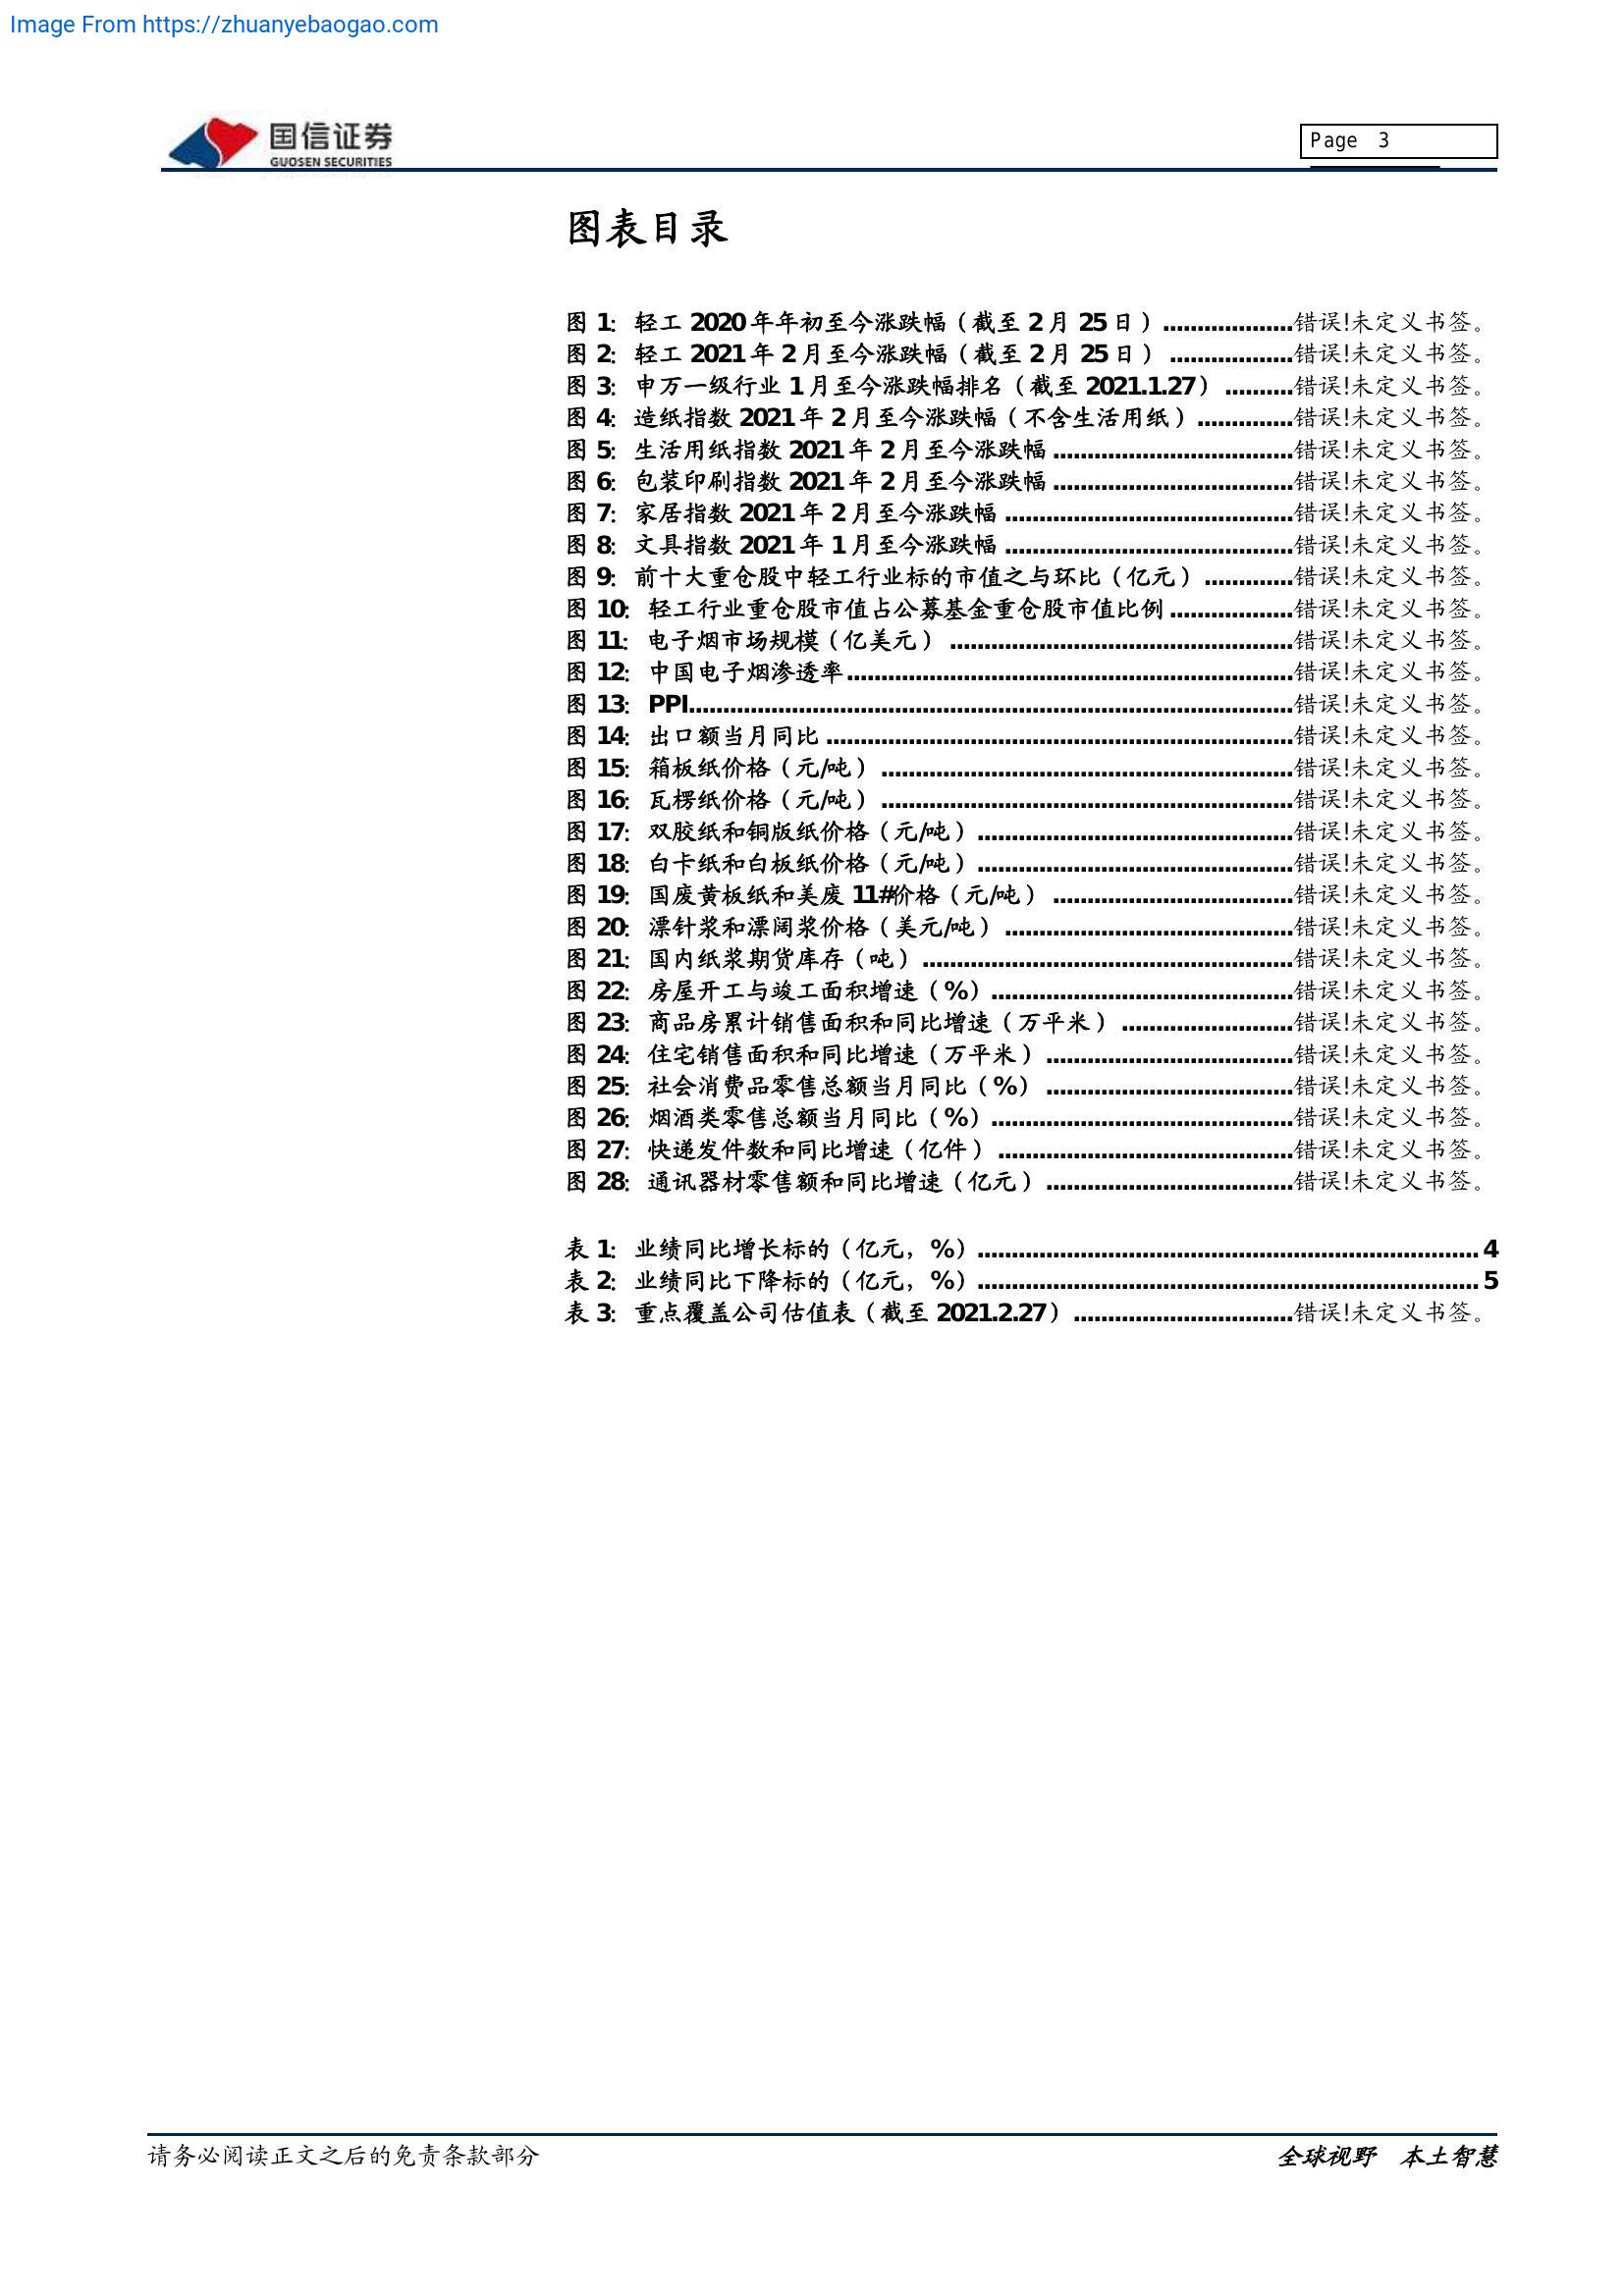 Image From https://zhuanyebaogao.com
国信证券
GUOSEN SECURITIES
Page 3
图表目录
图 1: 轻工 2020 年年初至今涨跌幅（截至 2 月 25 日）...................错误!未定义书签。
图 2: 轻工 2021 年 2 月至今涨跌幅（截至 2 月 25 日） ..................错误!未定义书签。
图 3: 申万一级行业 1 月至今涨跌幅排名（截至 2021.1.27） ..........错误!未定义书签。
图 4: 造纸指数 2021 年 2 月至今涨跌幅（不含生活用纸）..............错误!未定义书签。
图 5: 生活用纸指数 2021 年 2 月至今涨跌幅 ...................................错误!未定义书签。
图 6: 包装印刷指数 2021 年 2 月至今涨跌幅 ...................................错误!未定义书签。
图 7: 家居指数 2021 年 2 月至今涨跌幅 ..........................................错误!未定义书签。
图 8: 文具指数 2021 年 1 月至今涨跌幅 ..........................................错误!未定义书签。
图 9: 前十大重仓股中轻工行业标的市值之与环比（亿元）.............错误!未定义书签。
图 10: 轻工行业重仓股市值占公募基金重仓股市值比例 ..................错误!未定义书签。
图 11: 电子烟市场规模（亿美元） ..................................................错误!未定义书签。
图 12: 中国电子烟渗透率.................................................................错误!未定义书签。
图 13: PPI........................................................................................错误!未定义书签。
图 14: 出口额当月同比 ....................................................................错误!未定义书签。
图 15: 箱板纸价格（元/吨） ............................................................错误!未定义书签。
图 16: 瓦楞纸价格（元/吨） ............................................................错误!未定义书签。
图 17: 双胶纸和铜版纸价格（元/吨）..............................................错误!未定义书签。
图 18: 白卡纸和白板纸价格（元/吨）..............................................错误!未定义书签。
图 19: 国废黄板纸和美废 11#价格（元/吨） ...................................错误!未定义书签。
图 20: 漂针浆和漂阔浆价格（美元/吨）..........................................错误!未定义书签。
图 21: 国内纸浆期货库存（吨）......................................................错误!未定义书签。
图 22: 房屋开工与竣工面积增速（%）............................................错误!未定义书签。
图 23: 商品房累计销售面积和同比增速（万平米） .........................错误!未定义书签。
图 24: 住宅销售面积和同比增速（万平米）....................................错误!未定义书签。
图 25: 社会消费品零售总额当月同比（%） ....................................错误!未定义书签。
图 26: 烟酒类零售总额当月同比（%）............................................错误!未定义书签。
图 27: 快递发件数和同比增速（亿件） ...........................................错误!未定义书签。
图 28: 通讯器材零售额和同比增速（亿元）....................................错误!未定义书签。
表 1: 业绩同比增长标的（亿元，%）......................................................................... 4
表 2: 业绩同比下降标的（亿元，%）......................................................................... 5
表 3: 重点覆盖公司估值表（截至 2021.2.27）................................错误!未定义书签。
请务必阅读正文之后的免责条款部分
全球视野 本土智慧